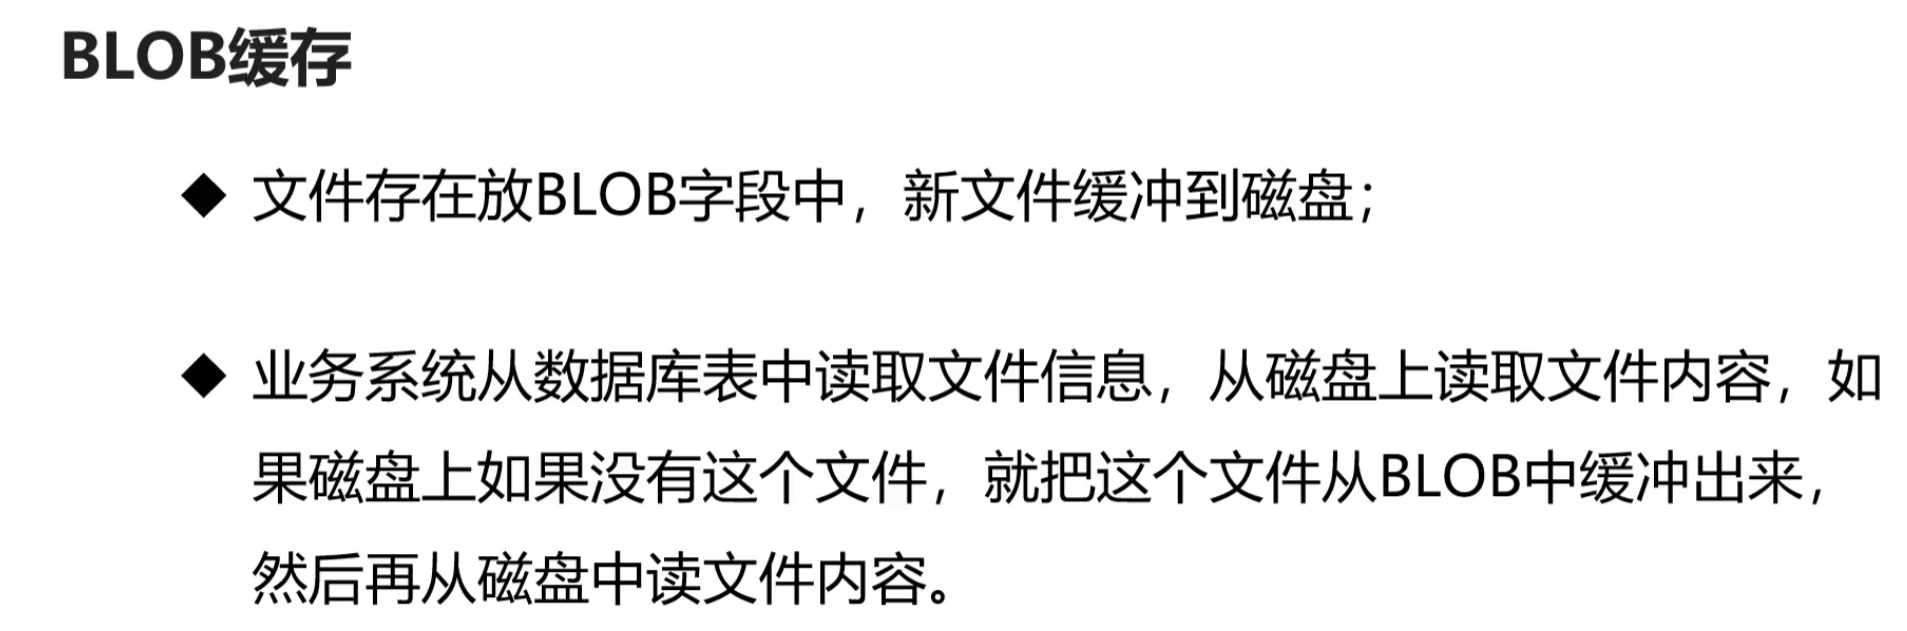 BLOB缓存
◆ 文件存在放BLOB字段中，新文件缓冲到磁盘；
◆ 业务系统从数据库表中读取文件信息，从磁盘上读取文件内容，如
果磁盘上如果没有这个文件，就把这个文件从BLOB中缓冲出来，
然后再从磁盘中读文件内容。